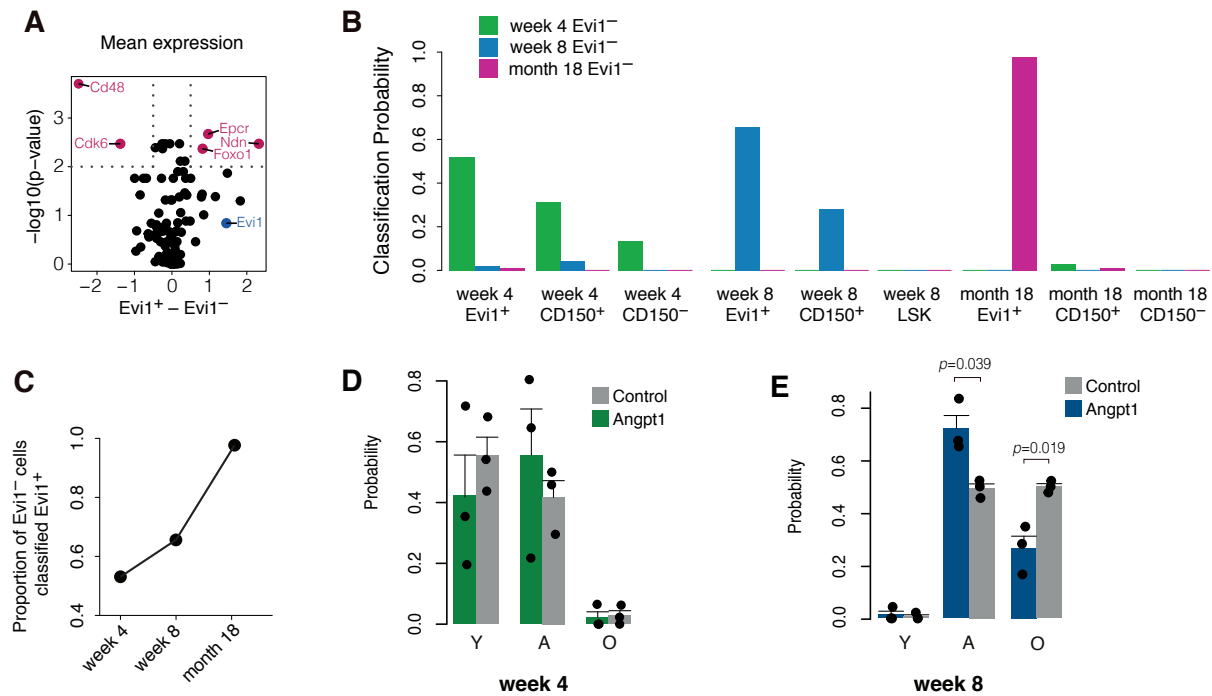 A
Mean expression
Cd48
Cdk6
Epcr
Ndn
Foxo1
Evi1
−log10(p−value)
3
2
1
0
−2 −1 0 1 2
Evi1+ – Evi1−
B
week 4 Evi1−
week 8 Evi1−
month 18 Evi1−
Classification Probability
1.0
0.8
0.6
0.4
0.2
0.0
week 4 Evi1+
week 4 CD150+
week 4 CD150−
week 8 Evi1+
week 8 CD150+
week 8 LSK
month 18 Evi1+
month 18 CD150+
month 18 CD150−
C
Proportion of Evi1− cells
classified Evi1+
1.0
0.8
0.6
0.4
week 4
week 8
month 18
D
Control
Angpt1
Probability
0.8
0.6
0.4
0.2
0.0
Y A O
week 4
E
p=0.039
Control
Angpt1
p=0.019
Probability
0.8
0.6
0.4
0.2
0.0
Y A O
week 8